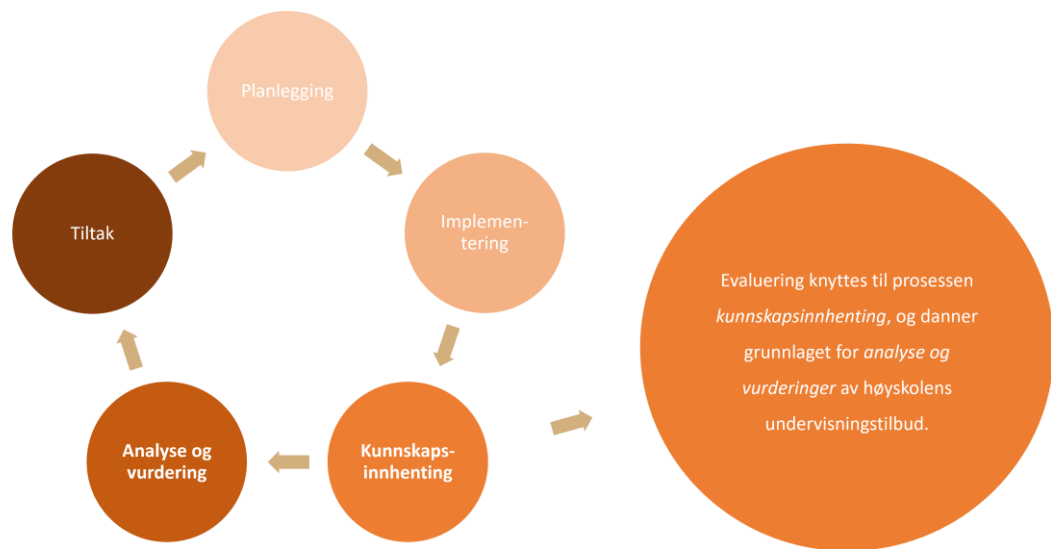 Planlegging
Implemen-
tering
Kunnskaps-
innhenting
Analyse og
vurdering
Tiltak
Evaluering knyttes til prosessen
kunnskapsinnhenting, og danner
grunnlaget for analyse og
vurderinger av høyskolens
undervisningstilbud.